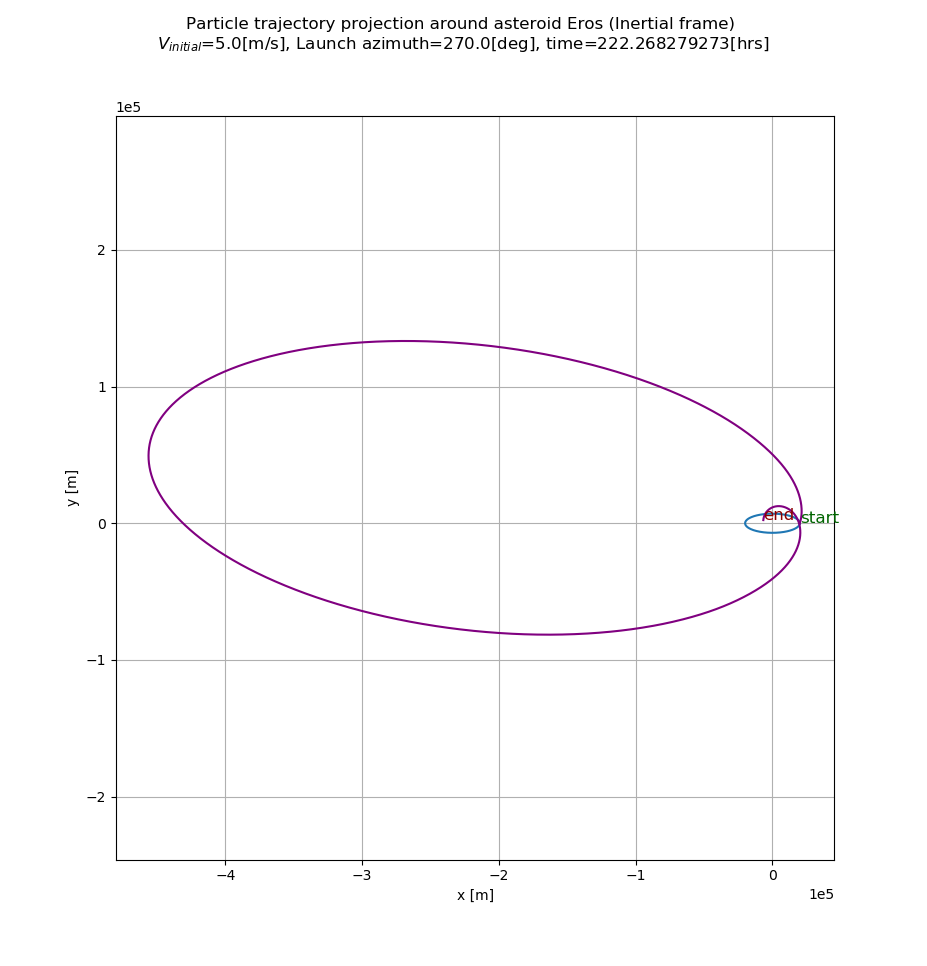 Particle trajectory projection around asteroid Eros (Inertial frame)
V_initial=5.0[m/s], Launch azimuth=270.0[deg], time=222.268279273[hrs]
1e5
2
1
0
−1
−2
y [m]
end
start
−4
−3
−2
−1
0
x [m]
1e5